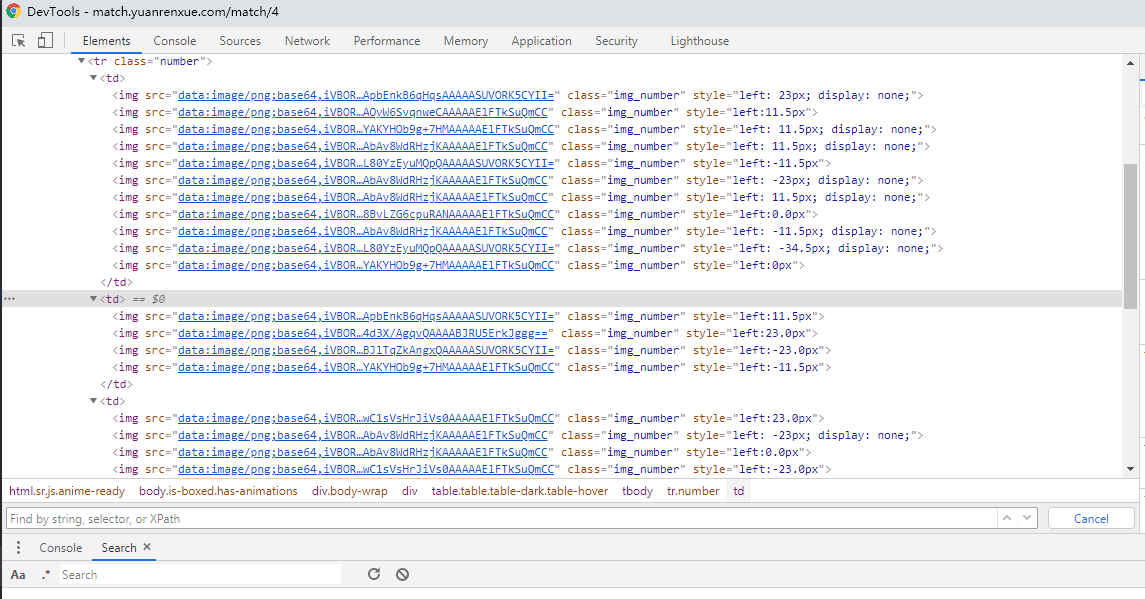 DevTools - match.yuanrenxue.com/match/4
Elements Console Sources Network Performance Memory Application Security Lighthouse
▼<tr class="number">
▼<td>
<img src="data:image/png;base64,iVBOR…ApbEnkB6qHqsAAAAASUVORK5CYII=" class="img_number" style="left: 23px; display: none;">
<img src="data:image/png;base64,iVBOR…AOyW6SvqnweCAAAAAElFTkSuQmCC" class="img_number" style="left:11.5px">
<img src="data:image/png;base64,iVBOR…YAKYHOb9g+7HMAAAAAElFTkSuQmCC" class="img_number" style="left: 11.5px; display: none;">
<img src="data:image/png;base64,iVBOR…AbAv8WdRHzjKAAAAAElFTkSuQmCC" class="img_number" style="left: 11.5px; display: none;">
<img src="data:image/png;base64,iVBOR…L80YzEyuMQpQAAAAASUVORK5CYII=" class="img_number" style="left:-11.5px">
<img src="data:image/png;base64,iVBOR…AbAv8WdRHzjKAAAAAElFTkSuQmCC" class="img_number" style="left: -23px; display: none;">
<img src="data:image/png;base64,iVBOR…AbAv8WdRHzjKAAAAAElFTkSuQmCC" class="img_number" style="left: 11.5px; display: none;">
<img src="data:image/png;base64,iVBOR…8BvLZG6cpuRANAAAAAElFTkSuQmCC" class="img_number" style="left:0.0px">
<img src="data:image/png;base64,iVBOR…AbAv8WdRHzjKAAAAAElFTkSuQmCC" class="img_number" style="left: -11.5px; display: none;">
<img src="data:image/png;base64,iVBOR…L80YzEyuMQpQAAAAASUVORK5CYII=" class="img_number" style="left: -34.5px; display: none;">
<img src="data:image/png;base64,iVBOR…YAKYHOb9g+7HMAAAAAElFTkSuQmCC" class="img_number" style="left:0px">
</td>
… ▼<td> == $0
<img src="data:image/png;base64,iVBOR…ApbEnkB6qHqsAAAAASUVORK5CYII=" class="img_number" style="left:11.5px">
<img src="data:image/png;base64,iVBOR…4d3X/AgqvQAAAABJRU5ErkJggg==" class="img_number" style="left:23.0px">
<img src="data:image/png;base64,iVBOR…BJlTqZkAngxQAAAAASUVORK5CYII=" class="img_number" style="left:-23.0px">
<img src="data:image/png;base64,iVBOR…YAKYHOb9g+7HMAAAAAElFTkSuQmCC" class="img_number" style="left:-11.5px">
</td>
▼<td>
<img src="data:image/png;base64,iVBOR…wClsVsHrJiVs0AAAAAElFTkSuQmCC" class="img_number" style="left:23.0px">
<img src="data:image/png;base64,iVBOR…AbAv8WdRHzjKAAAAAElFTkSuQmCC" class="img_number" style="left: -23px; display: none;">
<img src="data:image/png;base64,iVBOR…AbAv8WdRHzjKAAAAAElFTkSuQmCC" class="img_number" style="left:0.0px">
<img src="data:image/png;base64,iVBOR…wClsVsHrJiVs0AAAAAElFTkSuQmCC" class="img_number" style="left:-23.0px">
html.sr.js.anime-ready body.is-boxed.has-animations div.body-wrap div table.table.table-dark.table-hover tbody tr.number td
Find by string, selector, or XPath Cancel
Console Search ×
Aa .* Search